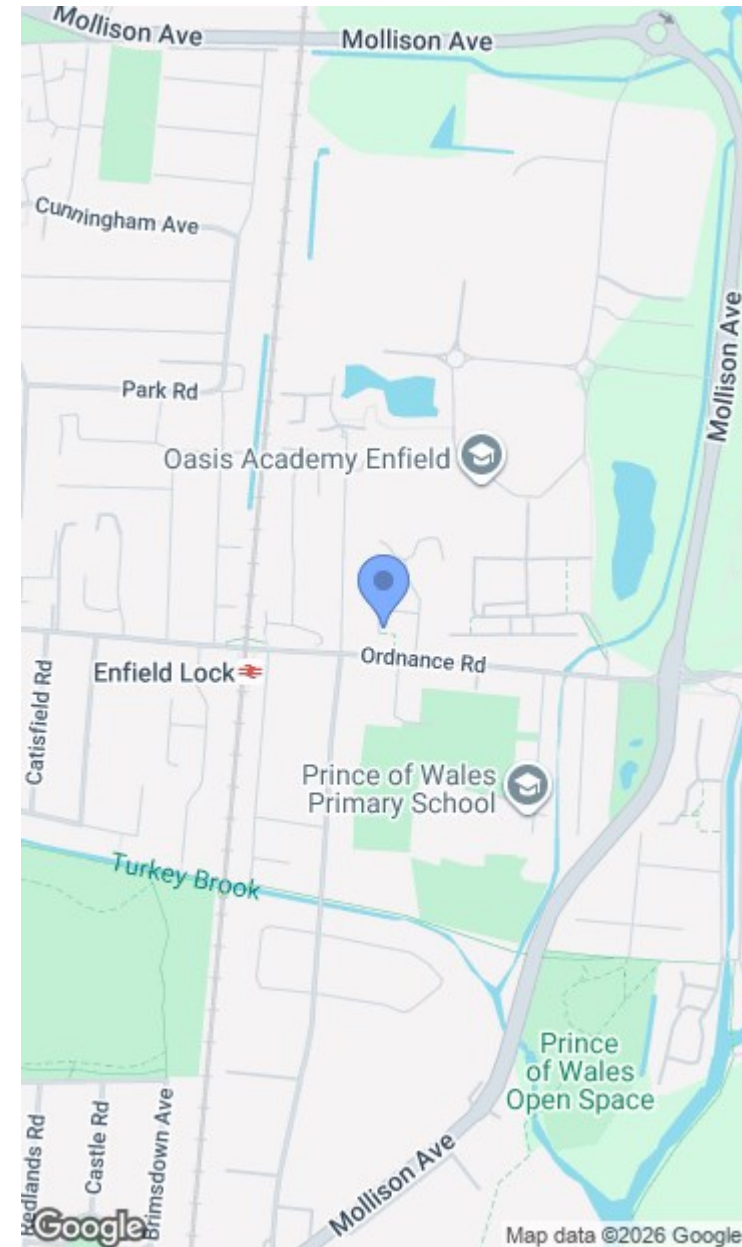 Mollison Ave
Mollison Ave
Cunningham Ave
Mollison Ave
Park Rd
Oasis Academy Enfield
Ordnance Rd
Enfield Lock
Catisfield Rd
Prince of Wales
Primary School
Turkey Brook
Prince
of Wales
Open Space
Redlands Rd
Castle Rd
Brimsdown Ave
Mollison Ave
Google
Map data ©2026 Google